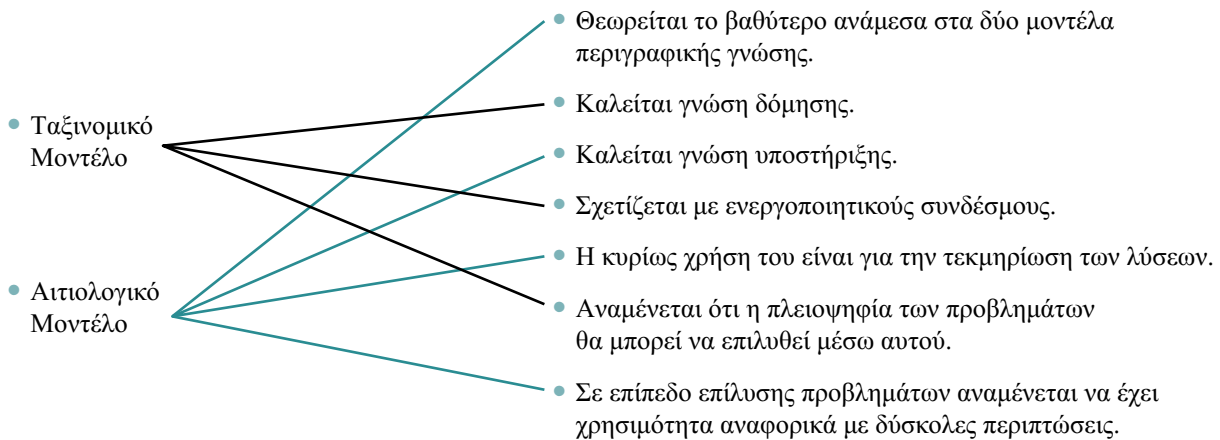 Ταξινομικό
Μοντέλο
Αιτιολογικό
Μοντέλο
Θεωρείται το βαθύτερο ανάμεσα στα δύο μοντέλα
περιγραφικής γνώσης.
Καλείται γνώση δόμησης.
Καλείται γνώση υποστήριξης.
Σχετίζεται με ενεργοποιητικούς συνδέσμους.
Η κυρίως χρήση του είναι για την τεκμηρίωση των λύσεων.
Αναμένεται ότι η πλειοψηφία των προβλημάτων
θα μπορεί να επιλυθεί μέσω αυτού.
Σε επίπεδο επίλυσης προβλημάτων αναμένεται να έχει
χρησιμότητα αναφορικά με δύσκολες περιπτώσεις.